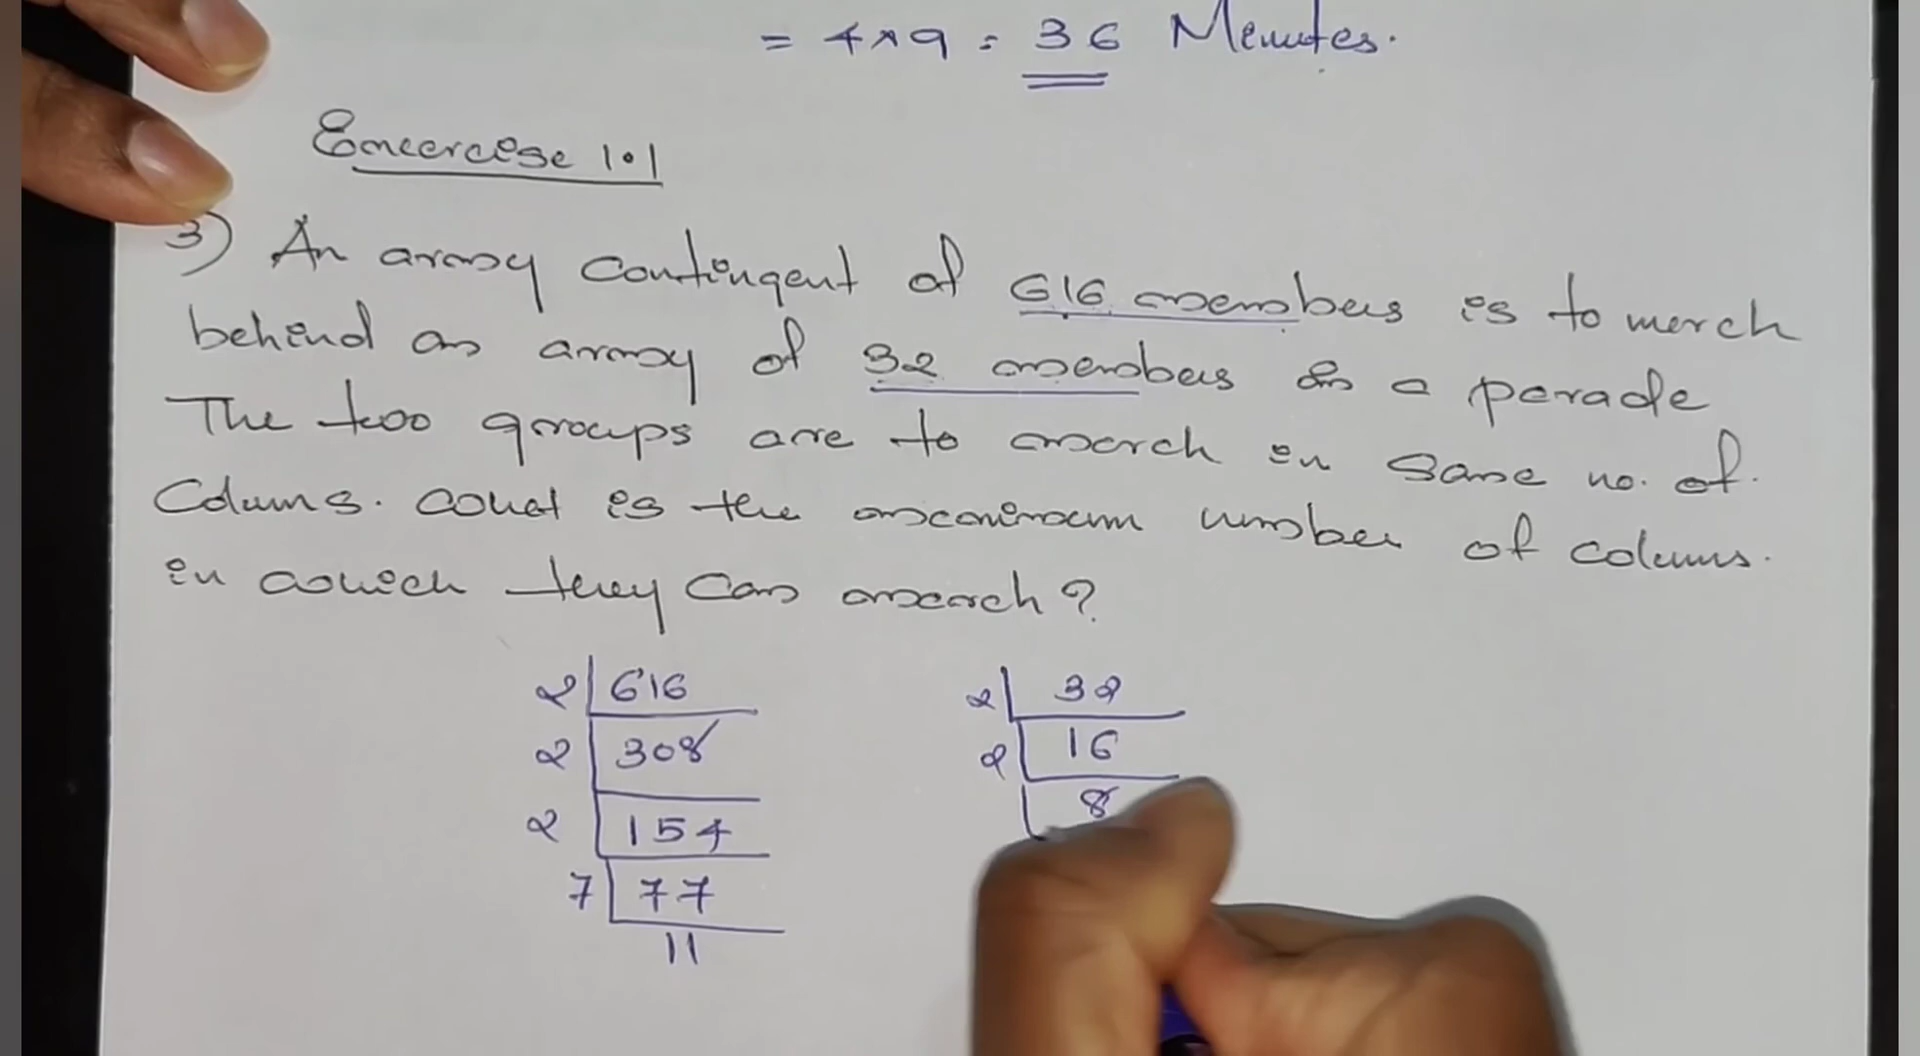 = 4×9 = 36 Minutes.
Exercise 1.1
3) An army contingent of 616 members is to march
behind an army of 32 members in a parade
The two groups are to march in same no. of.
Colums. what is the maximum number of colums.
in which they can march?
2 616 2 32
2 308 2 16
2 154 8
7 77
11